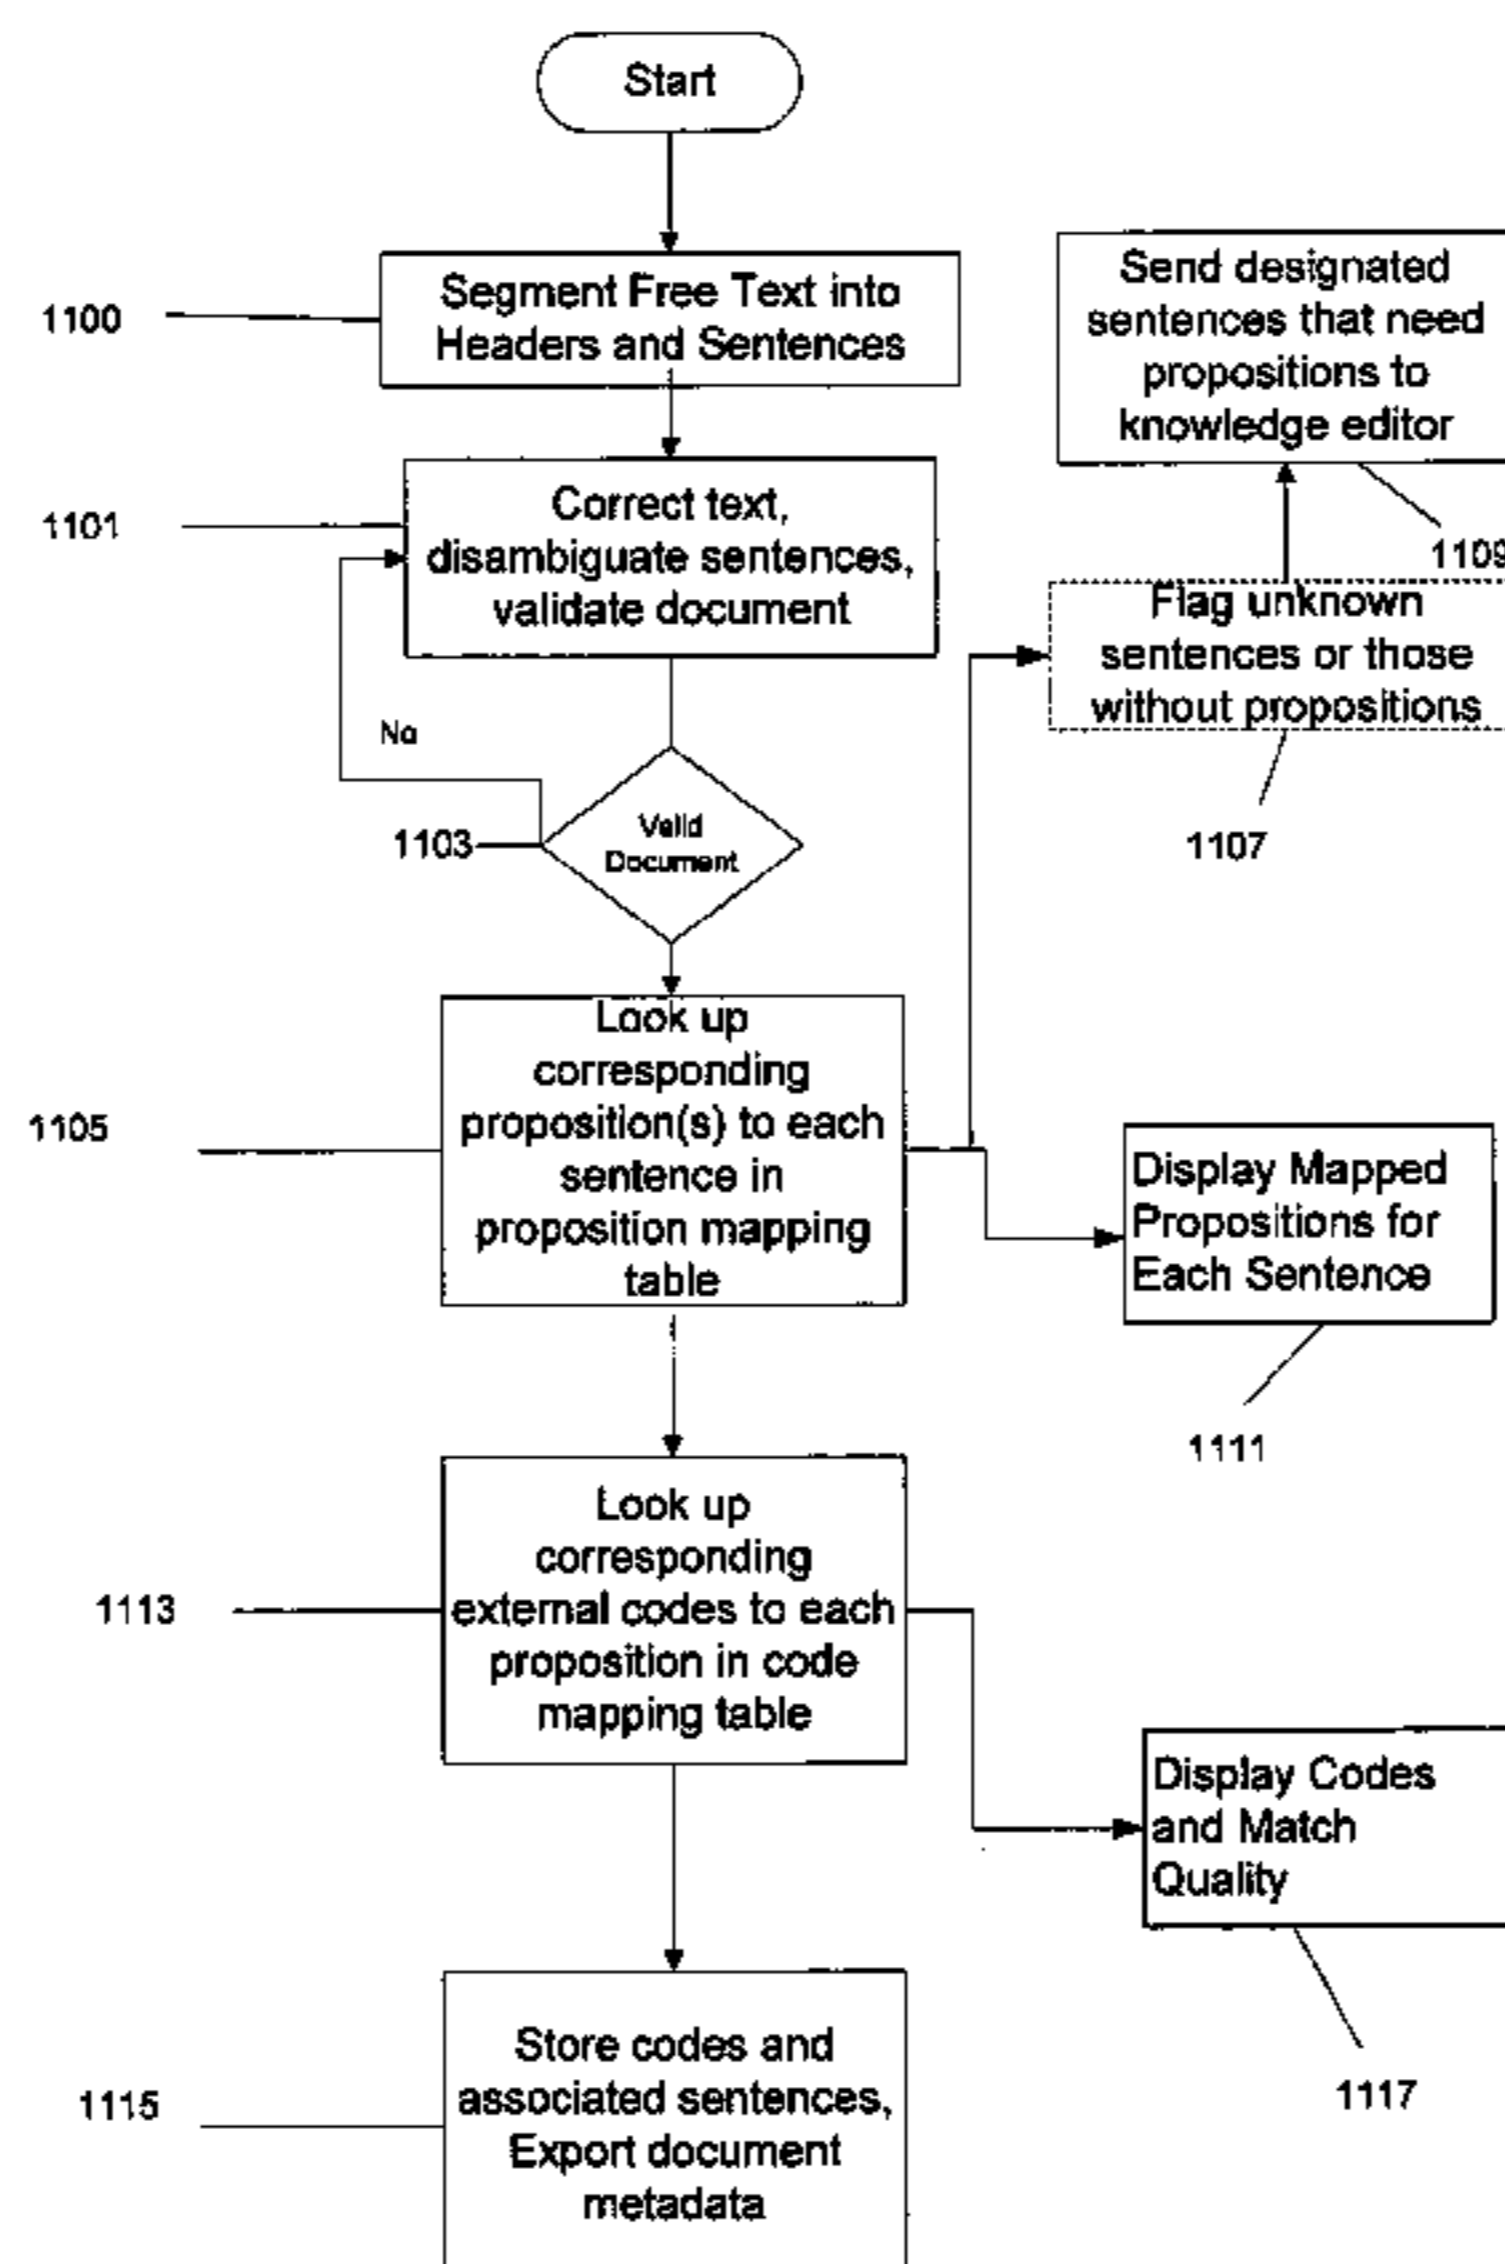 Start
1100
Segment Free Text into
Headers and Sentences
Send designated
sentences that need
propositions to
knowledge editor
1109
1101
Correct text,
disambiguate sentences,
validate document
Flag unknown
sentences or those
without propositions
1107
No
1103
Valid
Document
1105
Look up
corresponding
proposition(s) to each
sentence in
proposition mapping
table
Display Mapped
Propositions for
Each Sentence
1111
1113
Look up
corresponding
external codes to each
proposition in code
mapping table
Display Codes
and Match
Quality
1117
1115
Store codes and
associated sentences,
Export document
metadata